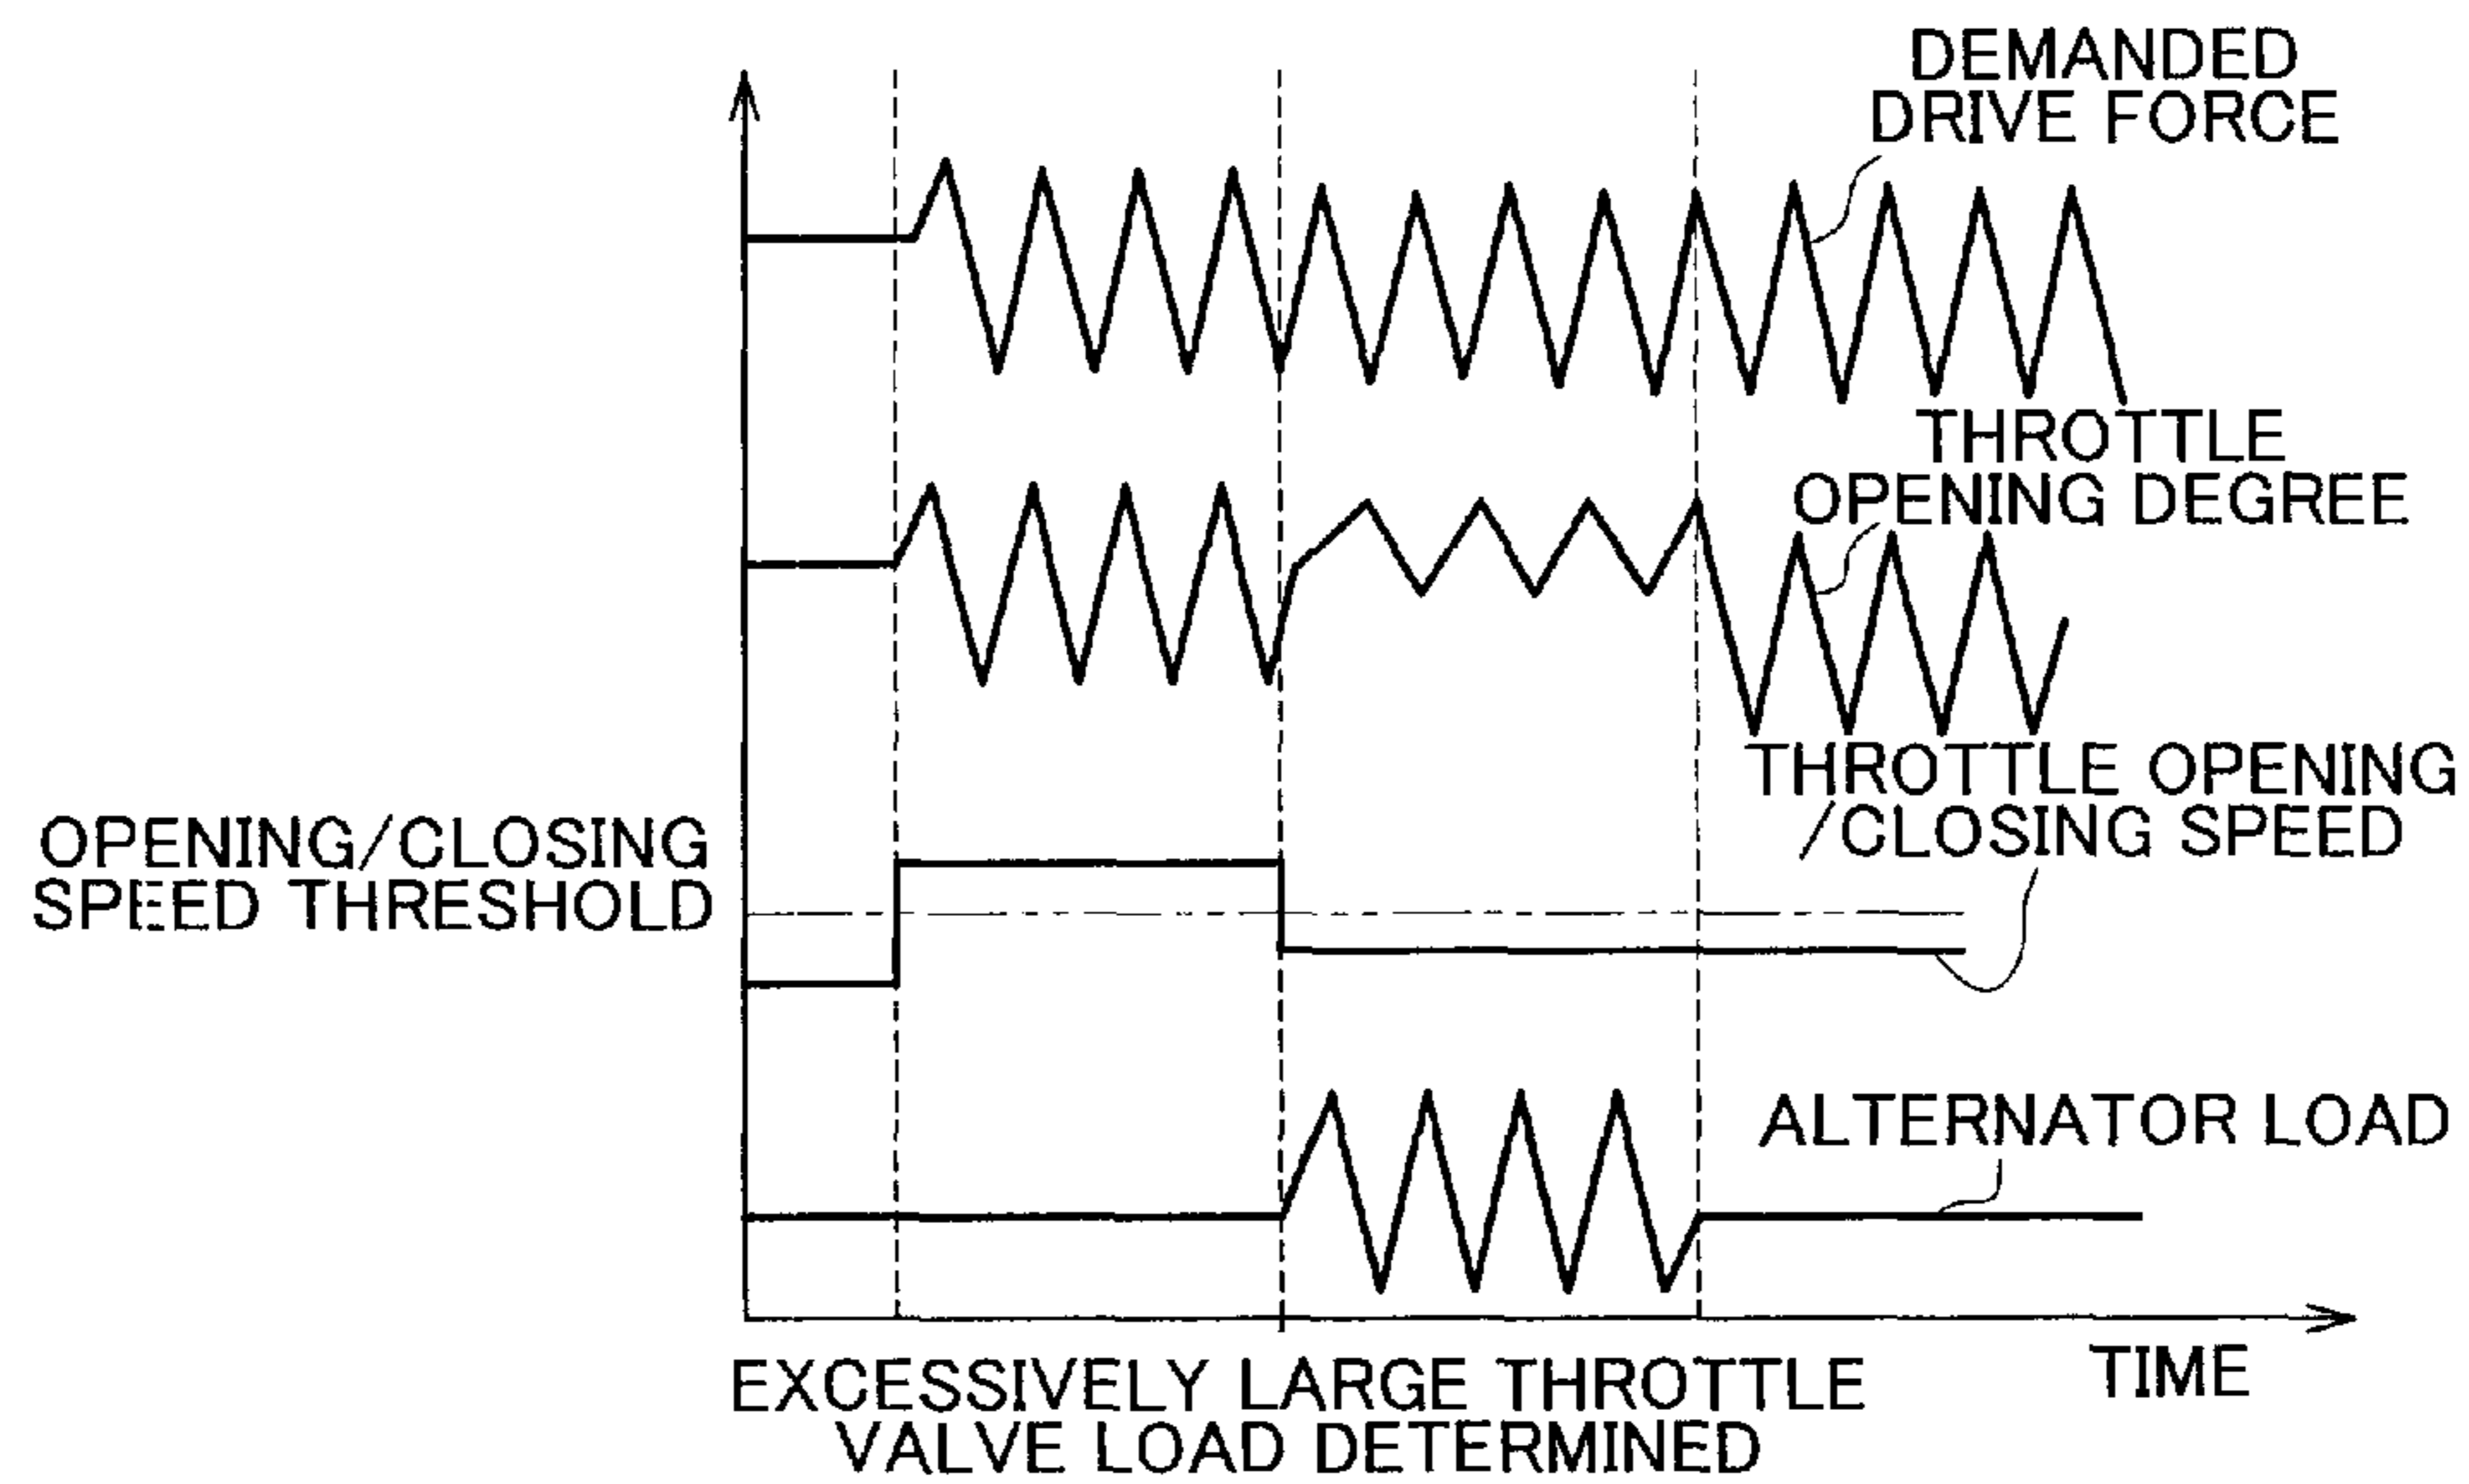 DEMANDED
DRIVE FORCE
THROTTLE
OPENING DEGREE
THROTTLE OPENING
/CLOSING SPEED
OPENING/CLOSING
SPEED THRESHOLD
ALTERNATOR LOAD
TIME
EXCESSIVELY LARGE THROTTLE
VALVE LOAD DETERMINED